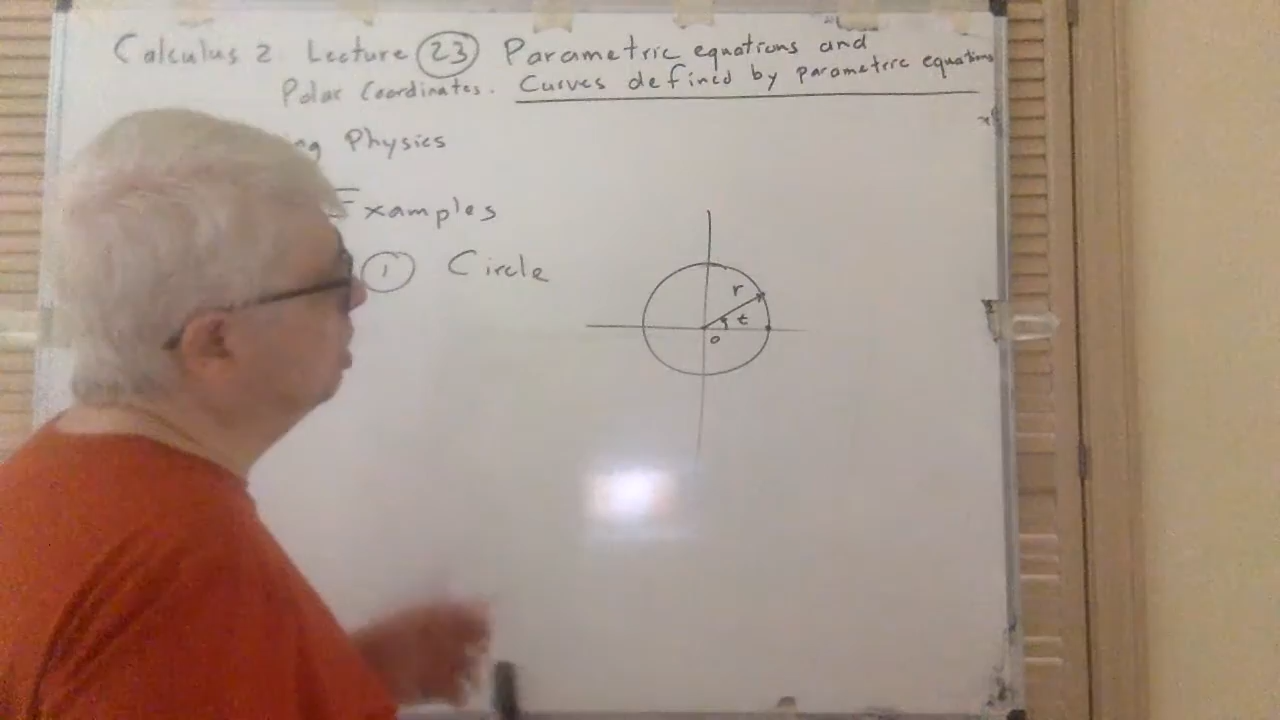 Calculus 2 Lecture 23 Parametric equations and
Polar Coordinates. Curves defined by parametric equations
Physics
Examples
1 Circle
r
t
o